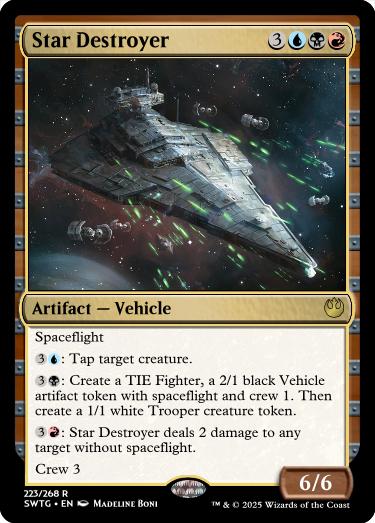 Star Destroyer 3
Artifact — Vehicle
Spaceflight
3: Tap target creature.
3: Create a TIE Fighter, a 2/1 black Vehicle
artifact token with spaceflight and crew 1. Then
create a 1/1 white Trooper creature token.
3: Star Destroyer deals 2 damage to any
target without spaceflight.
Crew 3
6/6
223/268 R
SWTG • EN Madeline Boni
™ & © 2025 Wizards of the Coast